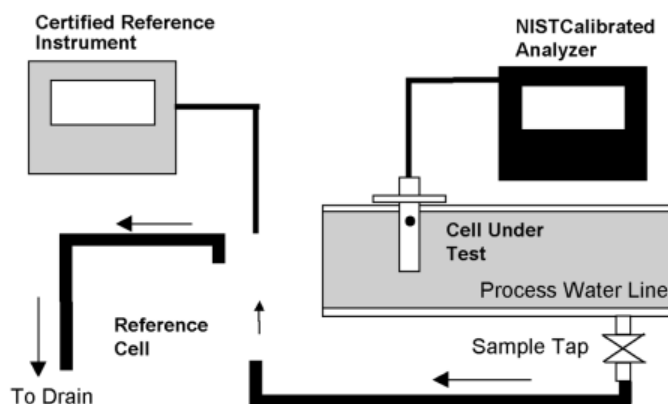 Certified Reference
Instrument
NISTCalibrated
Analyzer
Cell Under
Test
Process Water Line
Reference
Cell
Sample Tap
To Drain